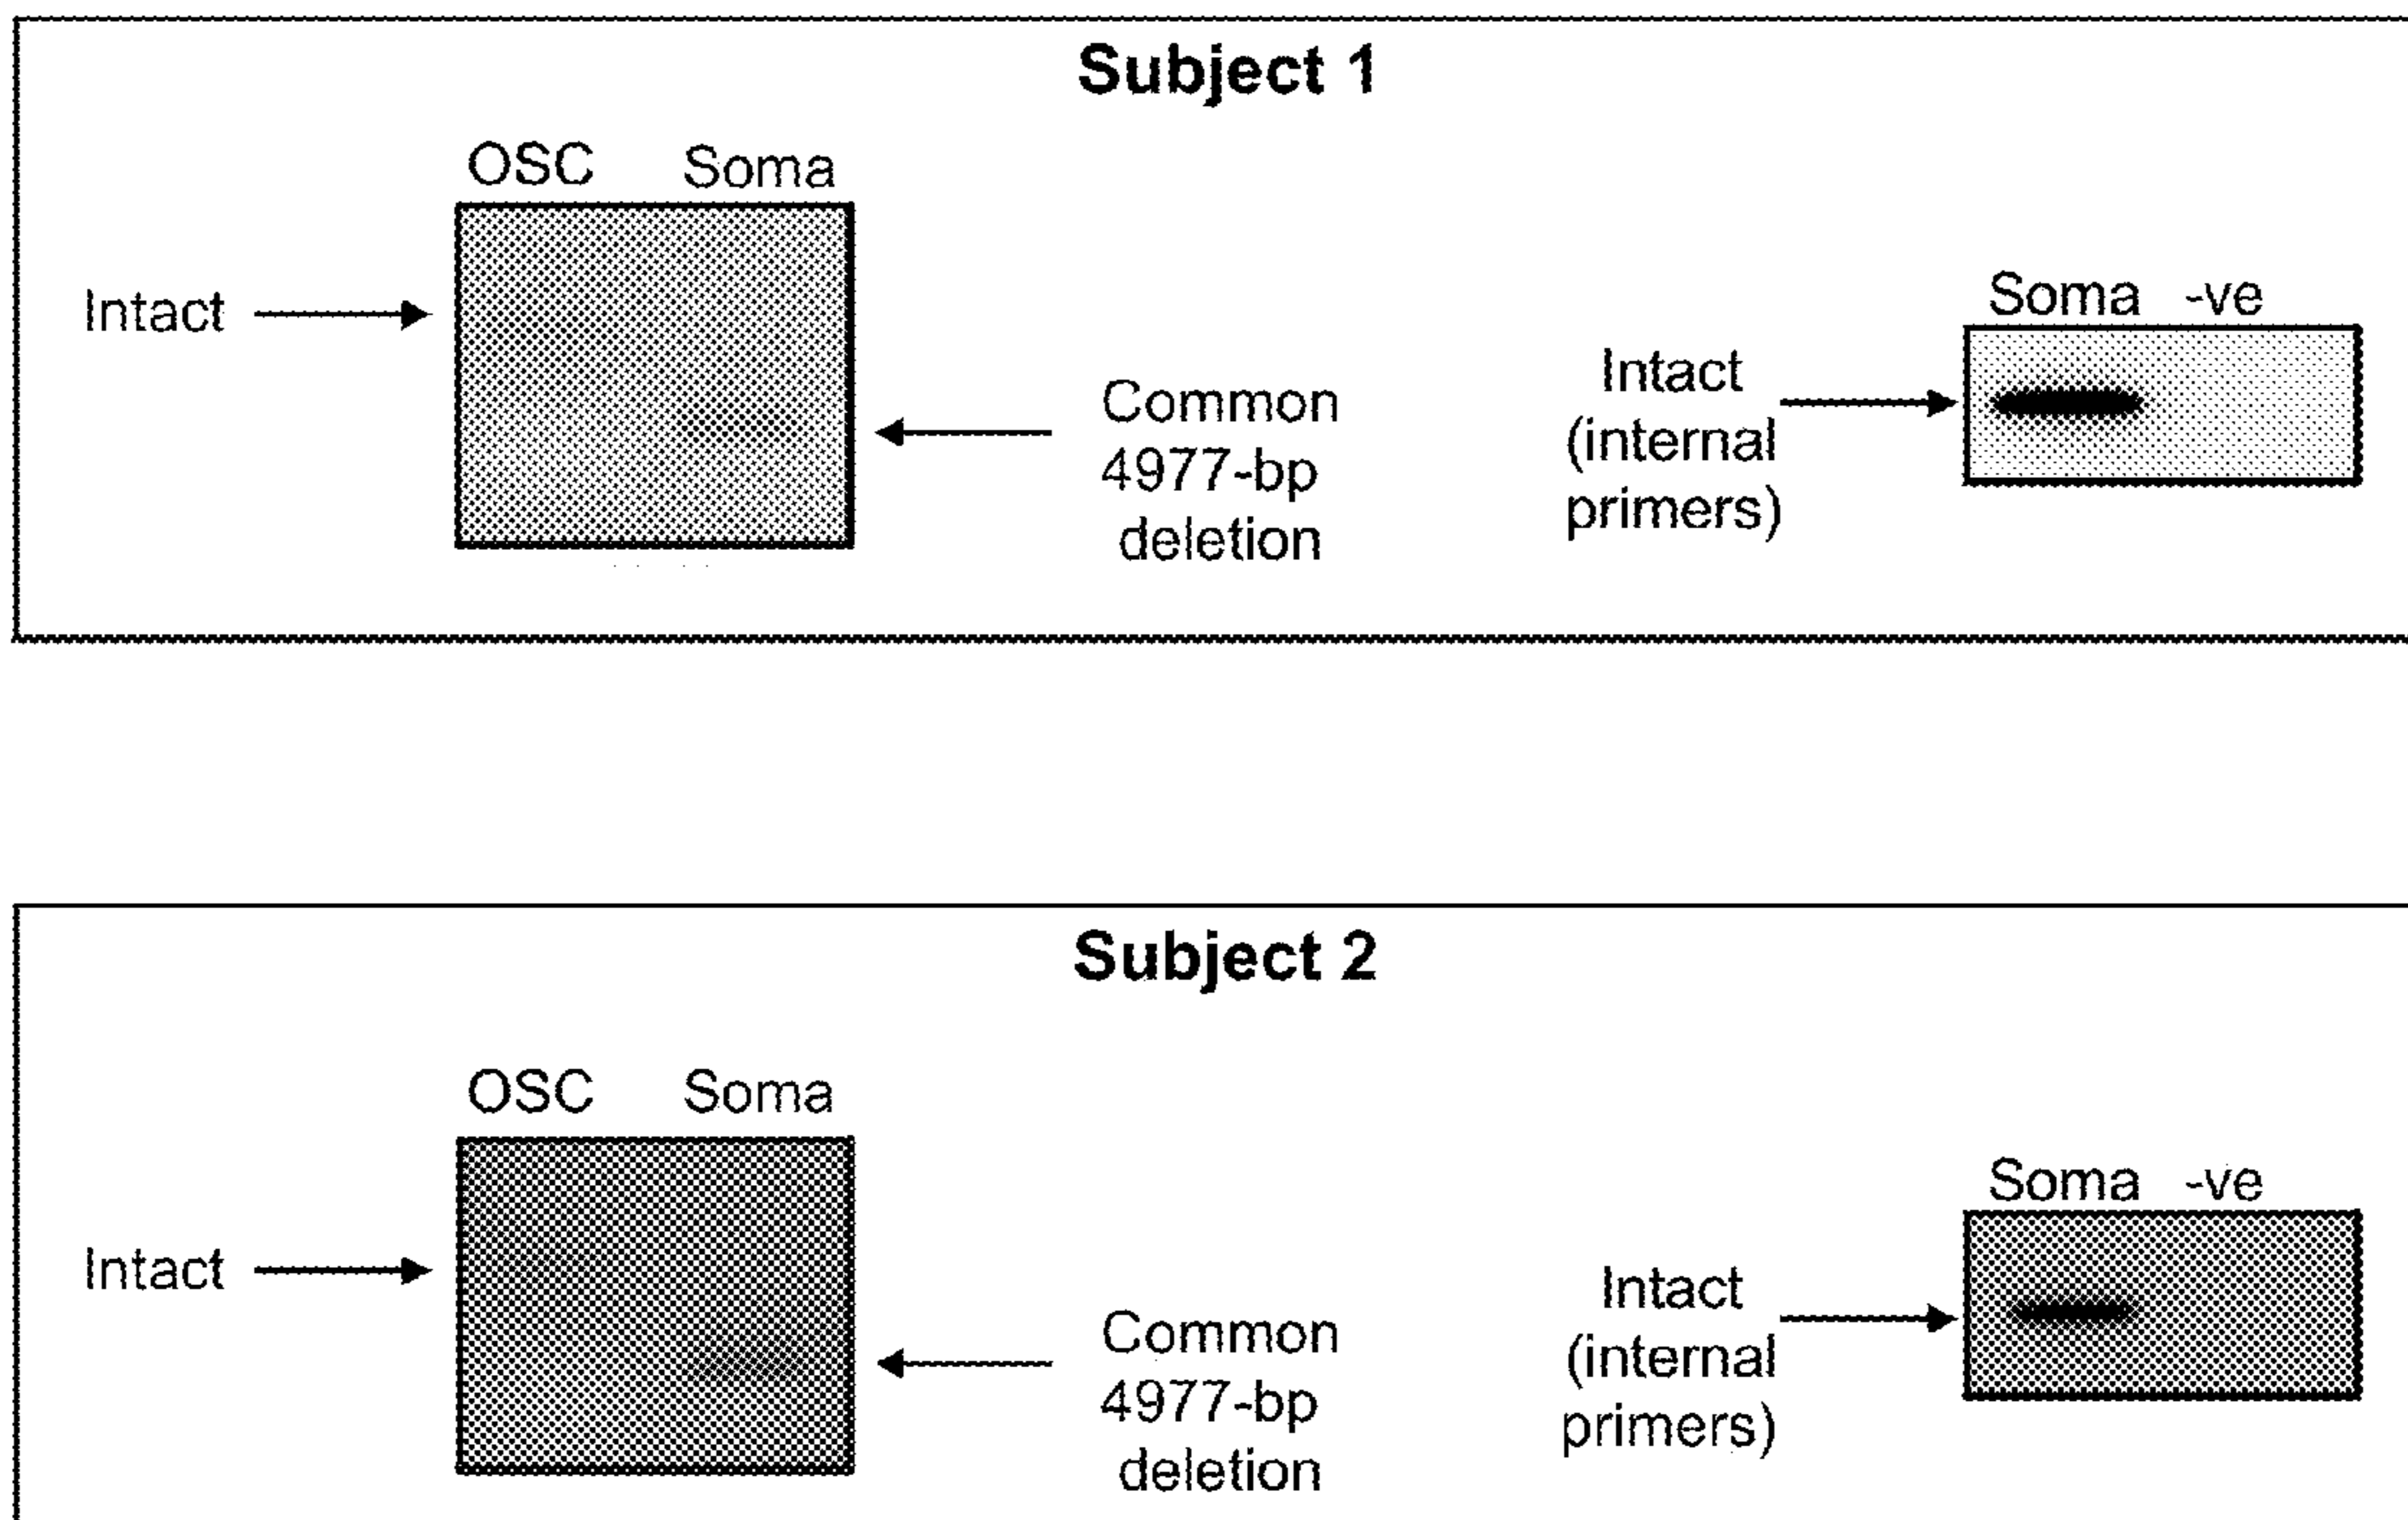 Subject 1
OSC Soma
Intact
Common
4977-bp
deletion
Soma -ve
Intact
(internal
primers)
Subject 2
OSC Soma
Intact
Common
4977-bp
deletion
Soma -ve
Intact
(internal
primers)